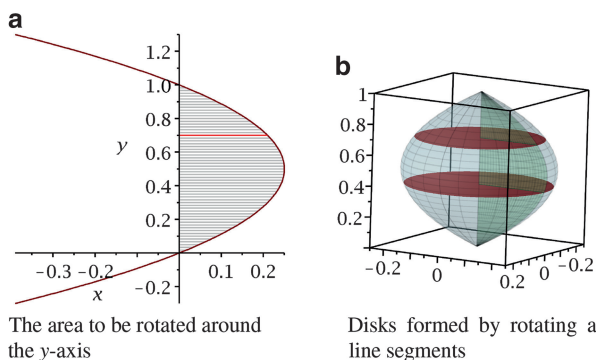 a
1.2
1.0
0.8
y
0.6
0.4
0.2
-0.3 -0.2 0.1 0.2
x
-0.2
The area to be rotated around
the y-axis
b
1
0.8
0.6
0.4
0.2
-0.2 0 0.2 0 -0.2
Disks formed by rotating a
line segments